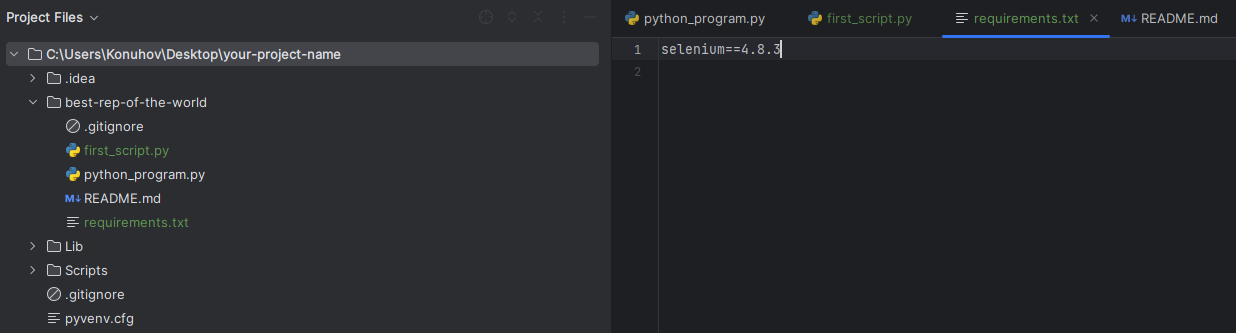 Project Files
C:\Users\Konuhov\Desktop\your-project-name
.idea
best-rep-of-the-world
.gitignore
first_script.py
python_program.py
M↓ README.md
requirements.txt
Lib
Scripts
.gitignore
pyvenv.cfg
python_program.py first_script.py requirements.txt M↓ README.md
1 selenium==4.8.3
2